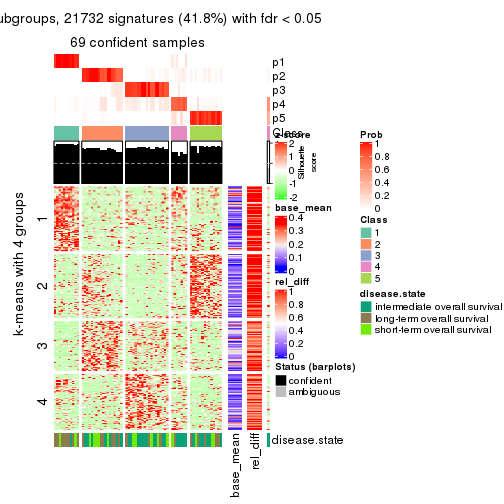 ubgroups, 21732 signatures (41.8%) with fdr < 0.05
69 confident samples
p1
p2
p3
p4
p5
Class
z-score
2
1
0
-1
-2
Silhouette
score
k-means with 4 groups
1
2
3
4
base_mean
0.4
0.3
0.2
0.1
0
rel_diff
1
0.8
0.6
0.4
0.2
0
Status (barplots)
confident
ambiguous
Prob
1
0.8
0.6
0.4
0.2
0
Class
1
2
3
4
5
disease.state
intermediate overall survival
long-term overall survival
short-term overall survival
disease.state
base_mean
rel_diff